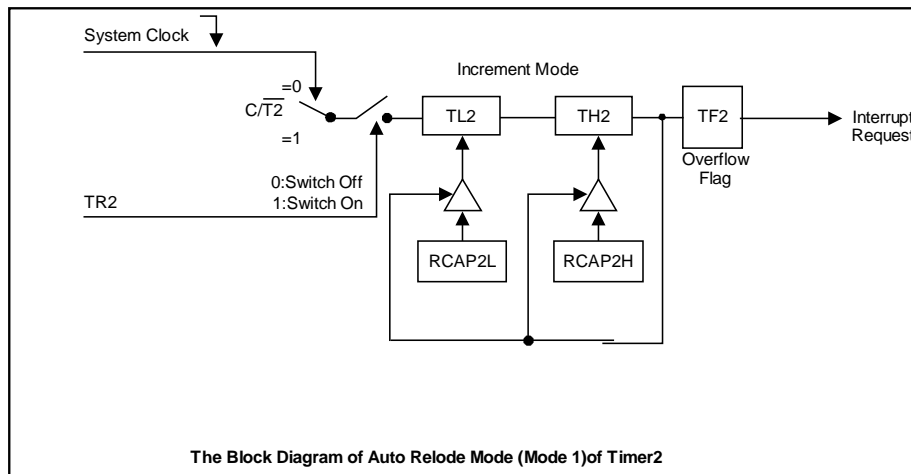 System Clock
Increment Mode
=0
C/T2
=1
TL2
TH2
TF2
Interrupt
Request
Overflow
Flag
0:Switch Off
1:Switch On
TR2
RCAP2L
RCAP2H
The Block Diagram of Auto Relode Mode (Mode 1)of Timer2